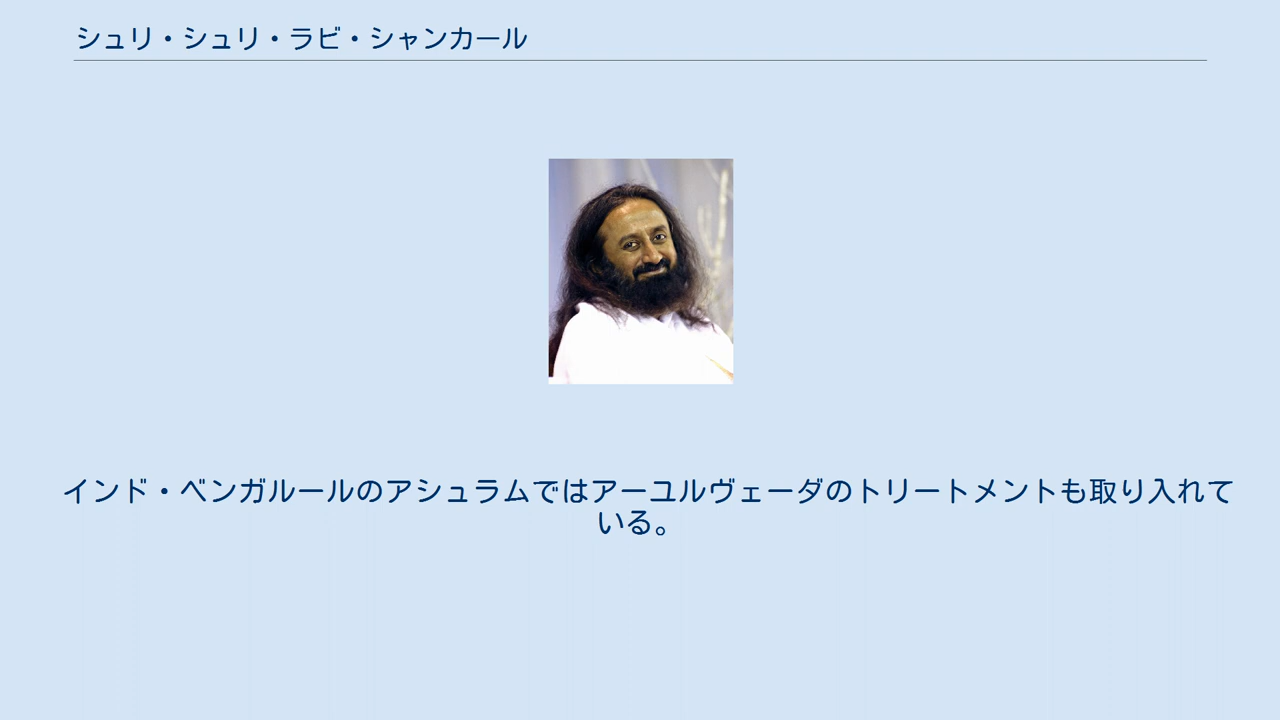 シュリ・シュリ・ラビ・シャンカール
インド・ベンガルールのアシュラムではアーユルヴェーダのトリートメントも取り入れて
いる。